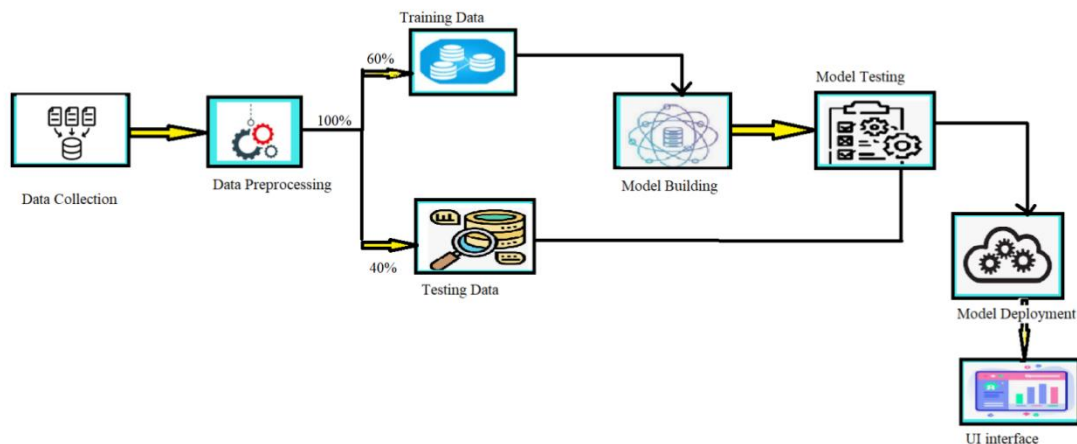 Training Data
60%
Model Testing
100%
Data Collection
Data Preprocessing
Model Building
40%
Testing Data
Model Deployment
UI interface